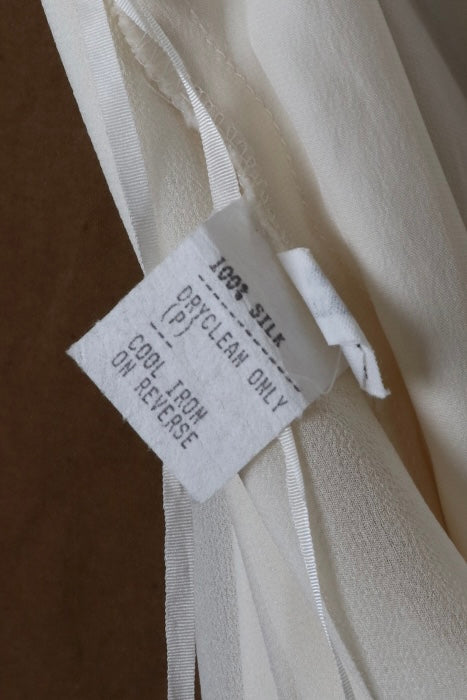 100% SILK
------------
DRYCLEAN ONLY
(P)
---
COOL IRON
ON REVERSE